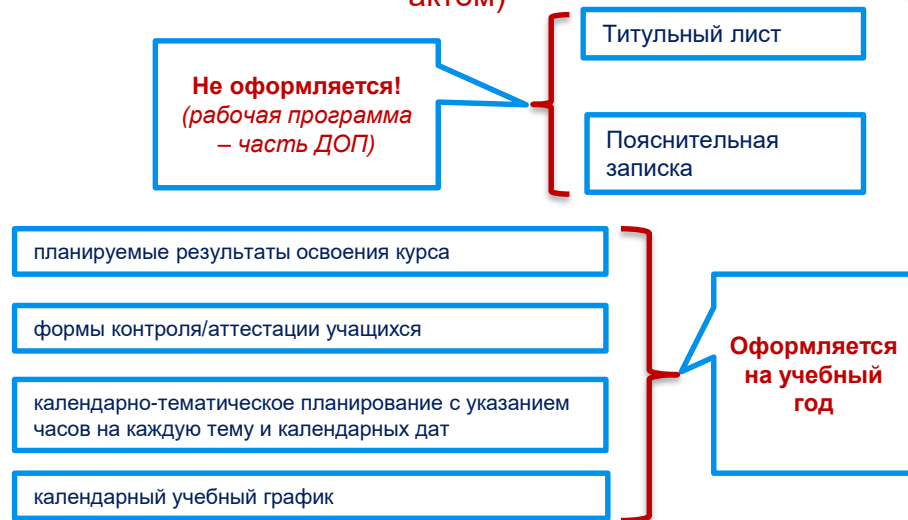 актом)
Титульный лист
Не оформляется!
(рабочая программа
– часть ДОП)
Пояснительная
записка
планируемые результаты освоения курса
формы контроля/аттестации учащихся
Оформляется
на учебный
год
календарно-тематическое планирование с указанием
часов на каждую тему и календарных дат
календарный учебный график